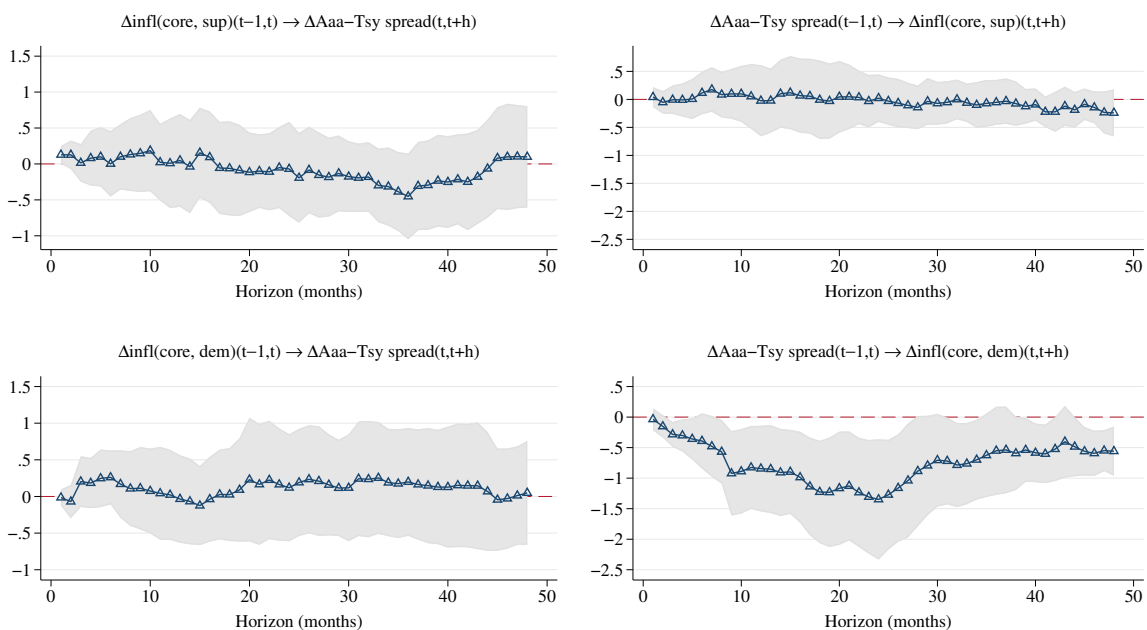 Δinfl(core, sup)(t−1,t) → ΔAaa−Tsy spread(t,t+h)
1.5
1
.5
0
−.5
−1
0 10 20 30 40 50
Horizon (months)
ΔAaa−Tsy spread(t−1,t) → Δinfl(core, sup)(t,t+h)
.5
0
−.5
−1
−1.5
−2
−2.5
0 10 20 30 40 50
Horizon (months)
Δinfl(core, dem)(t−1,t) → ΔAaa−Tsy spread(t,t+h)
1.5
1
.5
0
−.5
−1
0 10 20 30 40 50
Horizon (months)
ΔAaa−Tsy spread(t−1,t) → Δinfl(core, dem)(t,t+h)
.5
0
−.5
−1
−1.5
−2
−2.5
0 10 20 30 40 50
Horizon (months)